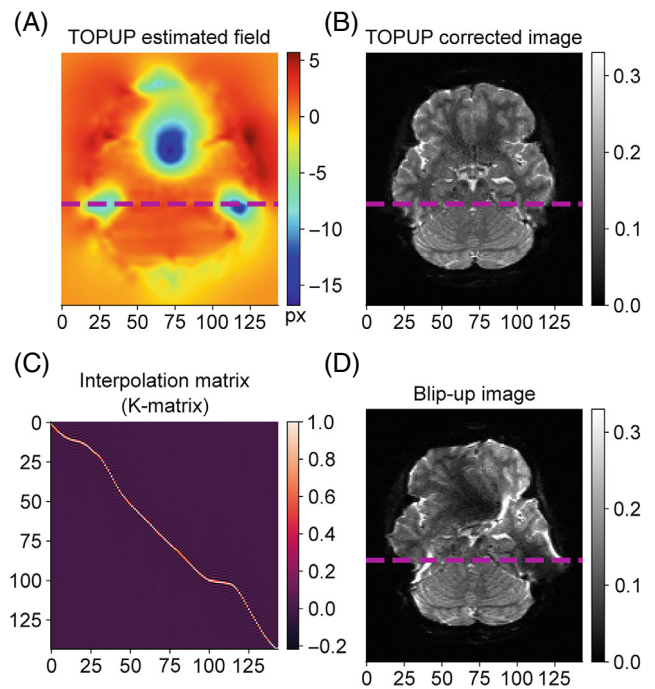 (A)
TOPUP estimated field
5
0
−5
−10
−15
px
0 25 50 75 100 125
(B)
TOPUP corrected image
0.3
0.2
0.1
0.0
0 25 50 75 100 125
(C)
Interpolation matrix
(K-matrix)
0
25
50
75
100
125
1.0
0.8
0.6
0.4
0.2
0.0
−0.2
0 25 50 75 100 125
(D)
Blip-up image
0.3
0.2
0.1
0.0
0 25 50 75 100 125